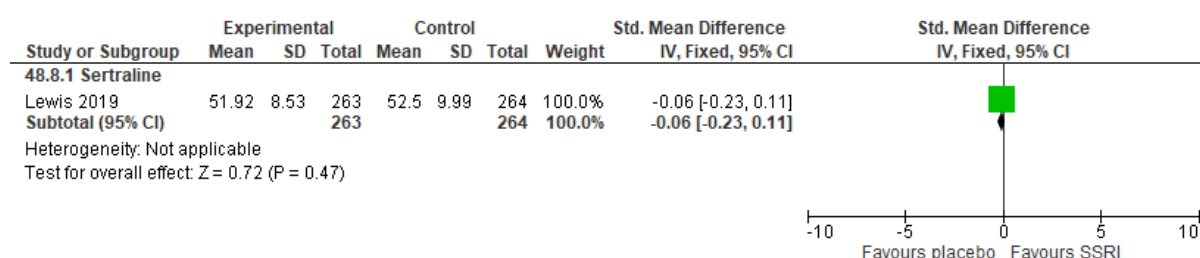 Experimental Control Std. Mean Difference Std. Mean Difference
Study or Subgroup Mean SD Total Mean SD Total Weight IV, Fixed, 95% CI IV, Fixed, 95% CI
48.8.1 Sertraline
Lewis 2019 51.92 8.53 263 52.5 9.99 264 100.0% -0.06 [-0.23, 0.11]
Subtotal (95% CI) 263 264 100.0% -0.06 [-0.23, 0.11]
Heterogeneity: Not applicable
Test for overall effect: Z = 0.72 (P = 0.47)
-10 -5 0 5 10
Favours placebo Favours SSRI